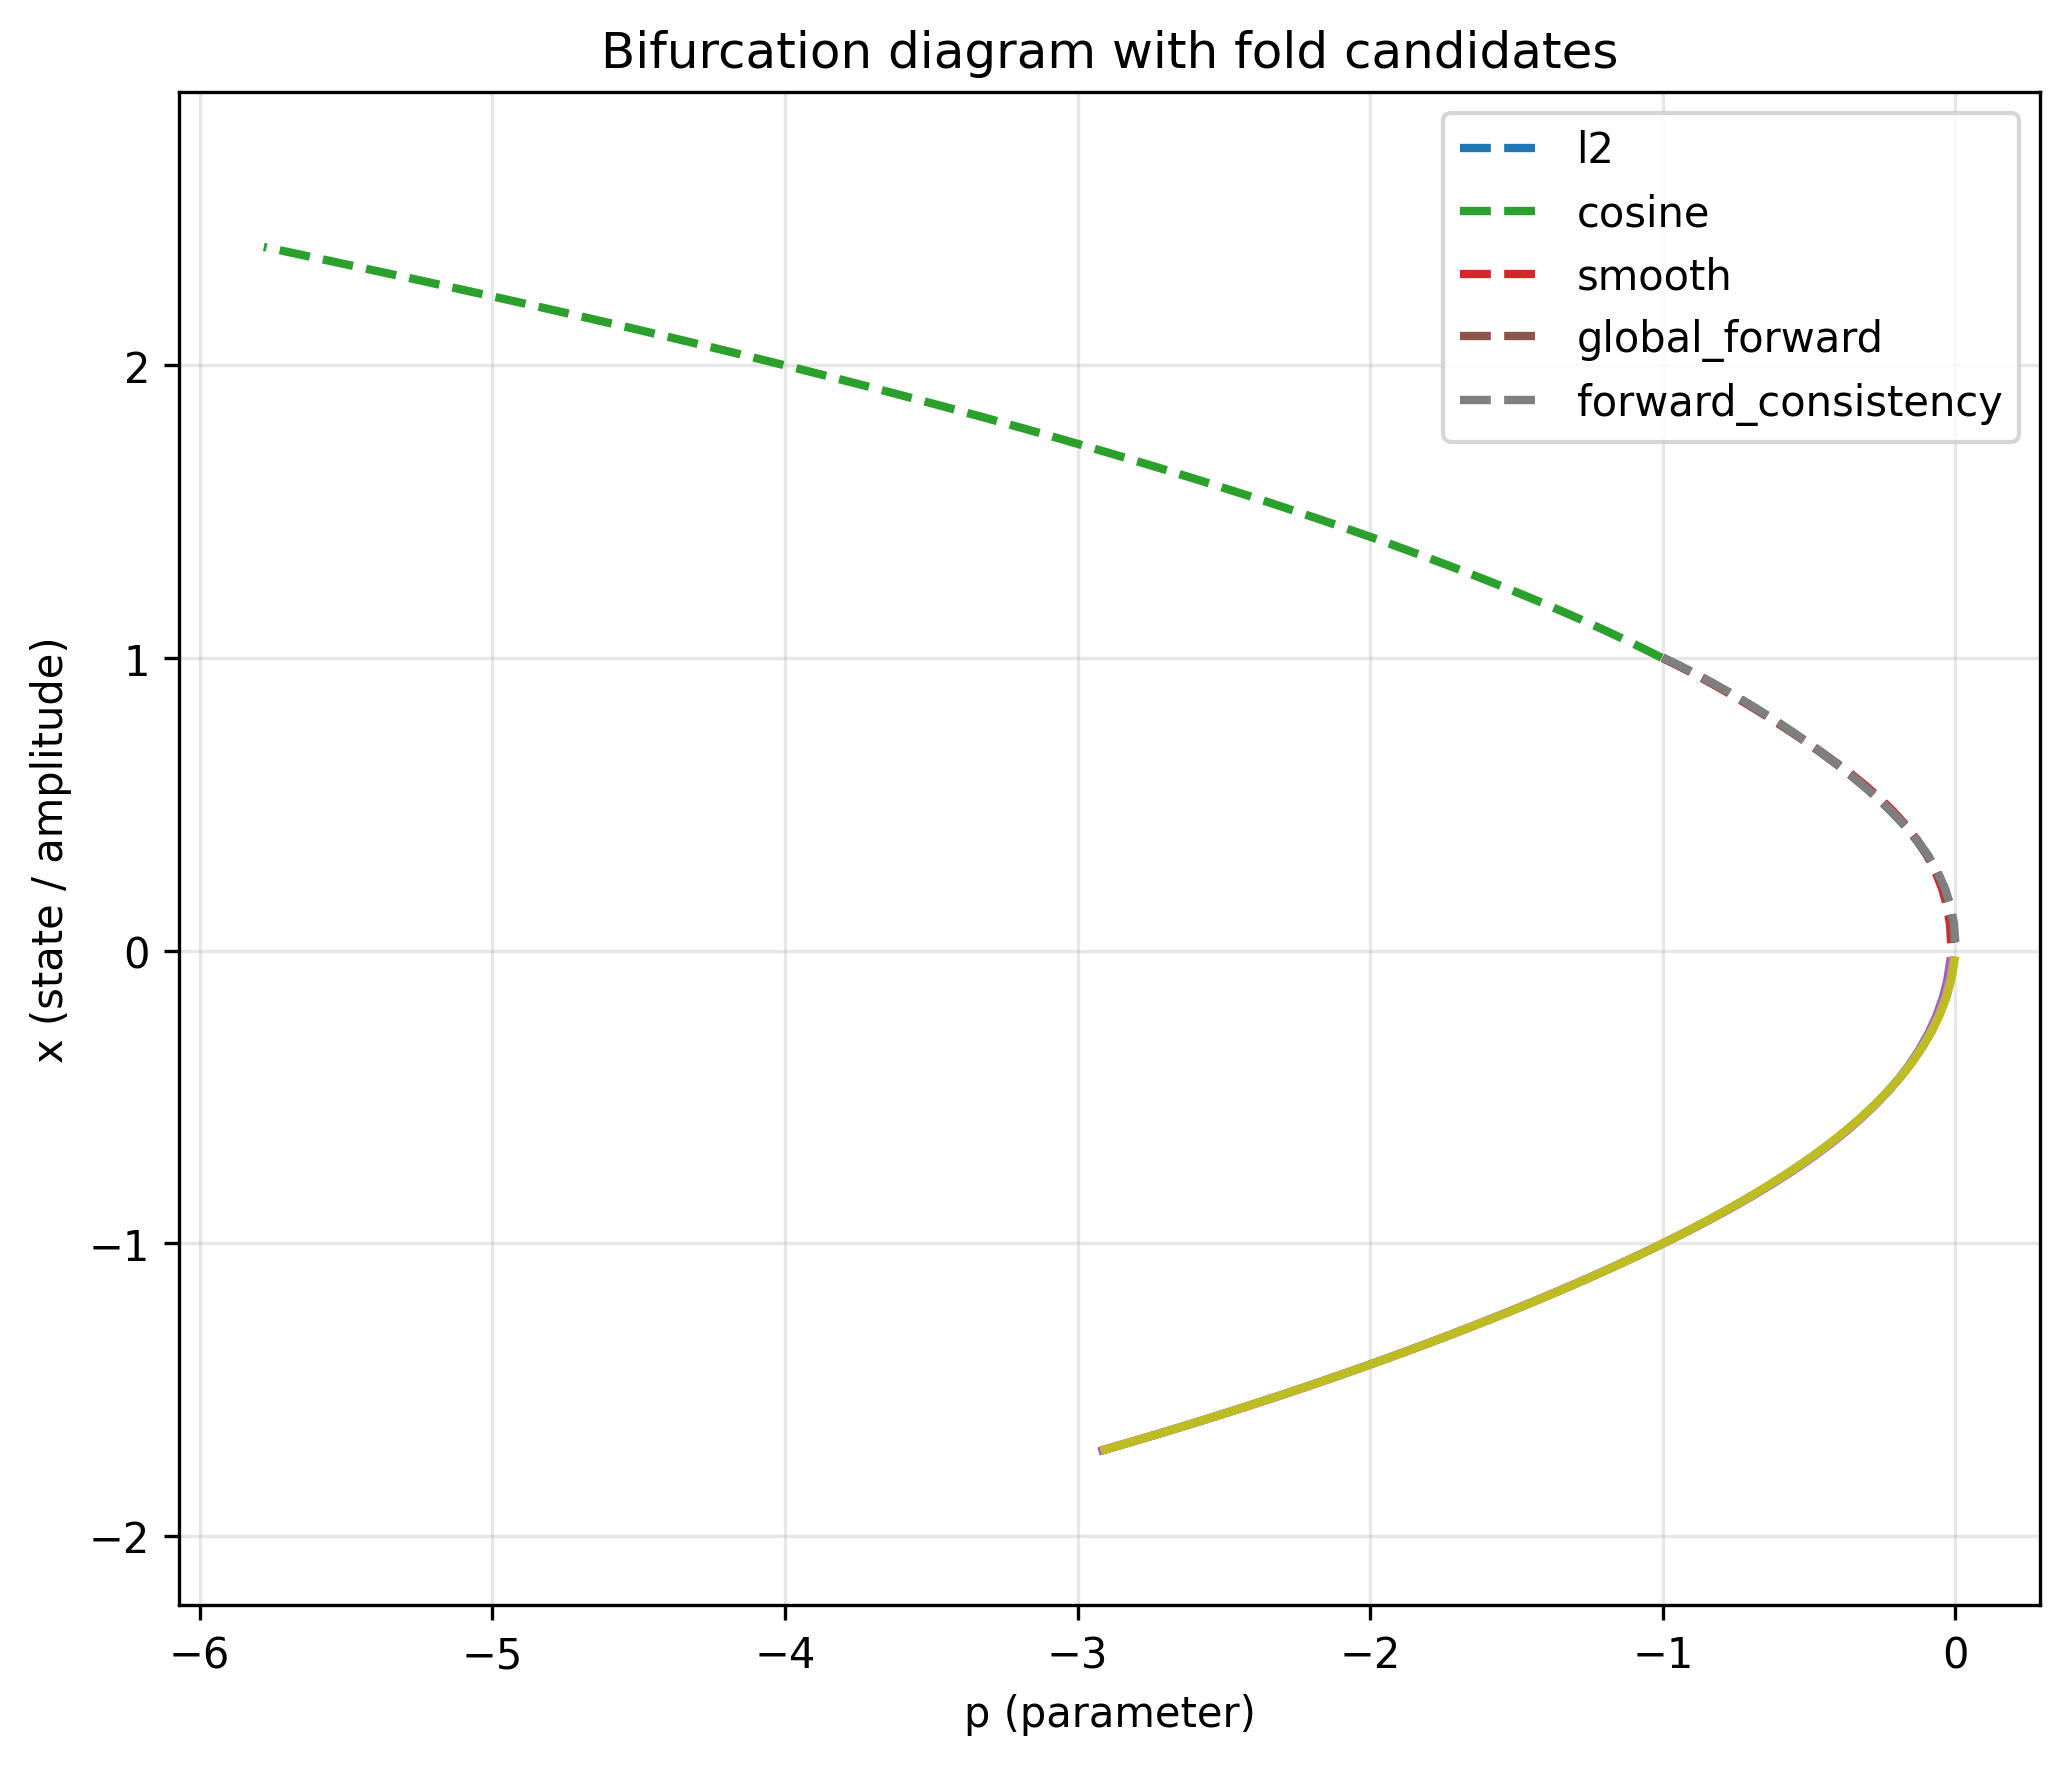 Bifurcation diagram with fold candidates
l2
cosine
smooth
global_forward
forward_consistency
2
1
0
−1
−2
x (state / amplitude)
−6 −5 −4 −3 −2 −1 0
p (parameter)